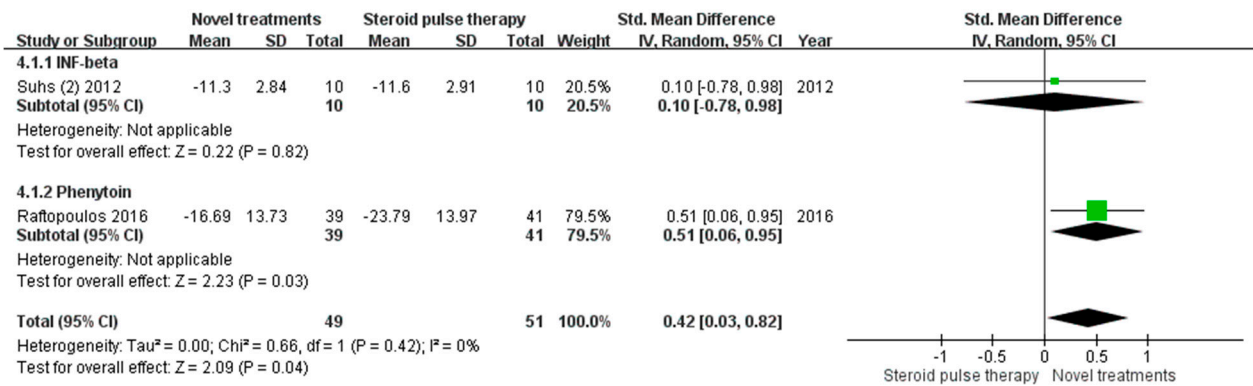 Novel treatments Steroid pulse therapy Std. Mean Difference Std. Mean Difference
Study or Subgroup Mean SD Total Mean SD Total Weight IV, Random, 95% CI Year IV, Random, 95% CI
4.1.1 INF-beta
Suhs (2) 2012 -11.3 2.84 10 -11.6 2.91 10 20.5% 0.10 [-0.78, 0.98] 2012
Subtotal (95% CI) 10 10 20.5% 0.10 [-0.78, 0.98]
Heterogeneity: Not applicable
Test for overall effect: Z = 0.22 (P = 0.82)
4.1.2 Phenytoin
Raftopoulos 2016 -16.69 13.73 39 -23.79 13.97 41 79.5% 0.51 [0.06, 0.95] 2016
Subtotal (95% CI) 39 41 79.5% 0.51 [0.06, 0.95]
Heterogeneity: Not applicable
Test for overall effect: Z = 2.23 (P = 0.03)
Total (95% CI) 49 51 100.0% 0.42 [0.03, 0.82]
Heterogeneity: Tau² = 0.00; Chi² = 0.66, df = 1 (P = 0.42); I² = 0%
Test for overall effect: Z = 2.09 (P = 0.04)
-1 -0.5 0 0.5 1
Steroid pulse therapy Novel treatments